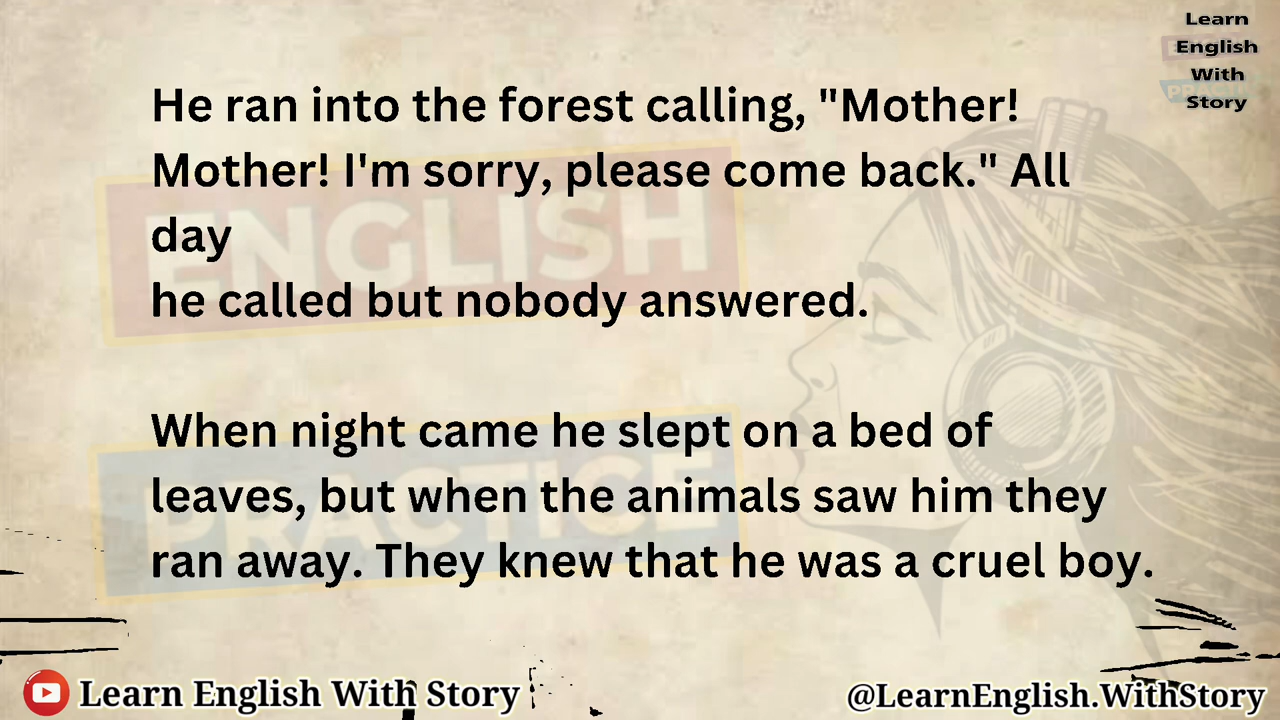 Learn
English
With
Story
He ran into the forest calling, "Mother!
Mother! I'm sorry, please come back." All
day
he called but nobody answered.
When night came he slept on a bed of
leaves, but when the animals saw him they
ran away. They knew that he was a cruel boy.
ENGLISH
PRACTICE
Learn English With Story
@LearnEnglish.WithStory